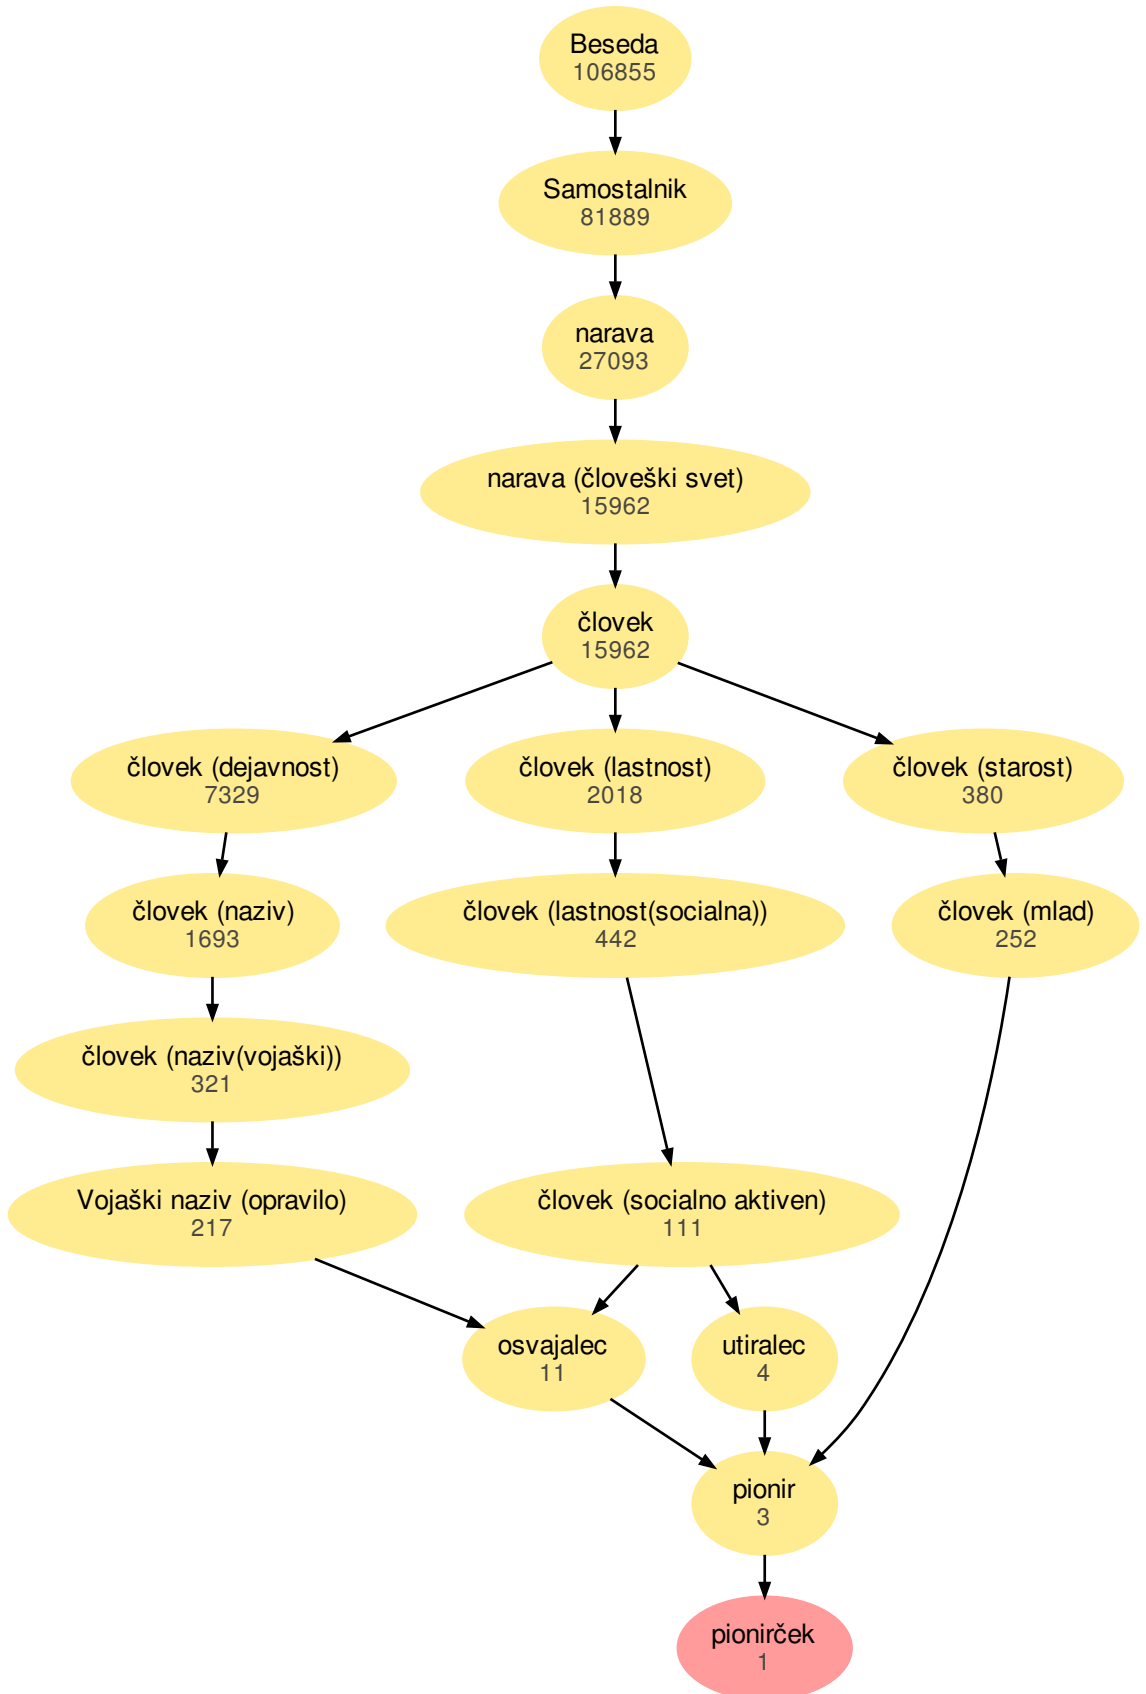 Beseda
106855
Samostalnik
81889
narava
27093
narava (človeški svet)
15962
človek
15962
človek (dejavnost)
7329
človek (lastnost)
2018
človek (starost)
380
človek (naziv)
1693
človek (lastnost(socialna))
442
človek (mlad)
252
človek (naziv(vojaški))
321
Vojaški naziv (opravilo)
217
človek (socialno aktiven)
111
osvajalec
11
utiralec
4
pionir
3
pionirček
1